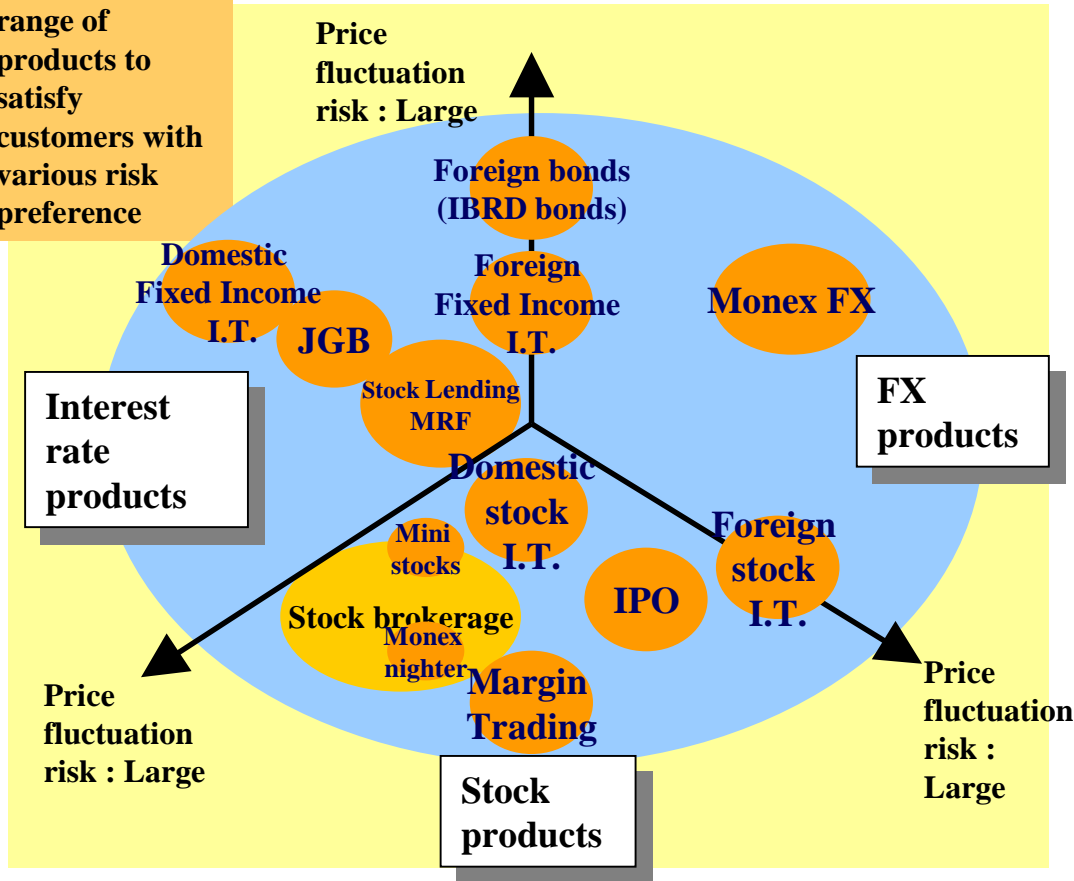 range of
products to
satisfy
customers with
various risk
preference
Price
fluctuation
risk : Large
Foreign bonds
(IBRD bonds)
Domestic
Fixed Income
I.T.
Foreign
Fixed Income
I.T.
Monex FX
JGB
Stock Lending
MRF
Interest
rate
products
FX
products
Domestic
stock
I.T.
Mini
stocks
Foreign
stock
I.T.
IPO
Stock brokerage
Monex
nighter
Margin
Trading
Price
fluctuation
risk : Large
Price
fluctuation
risk :
Large
Stock
products